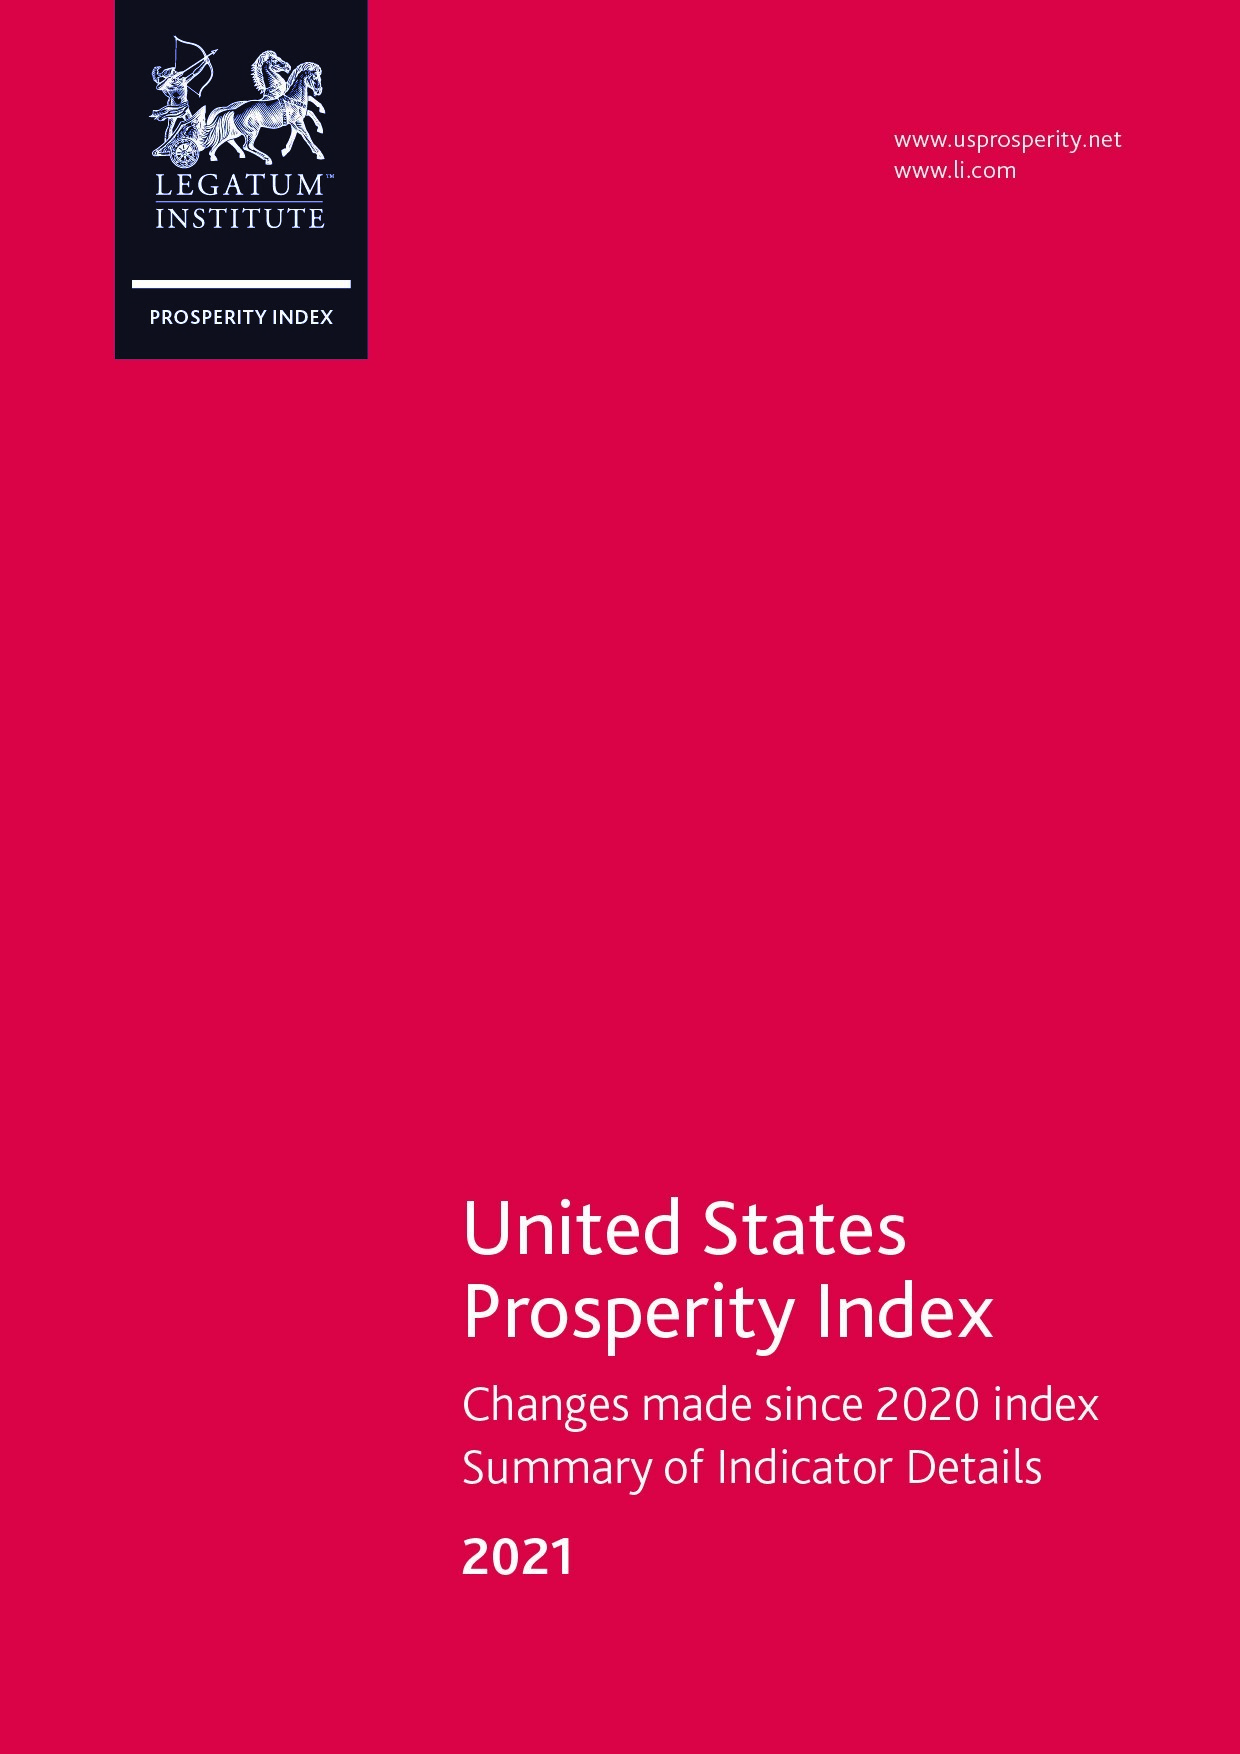 LEGATUM™
INSTITUTE
PROSPERITY INDEX
www.usprosperity.net
www.li.com
United States
Prosperity Index
Changes made since 2020 index
Summary of Indicator Details
2021